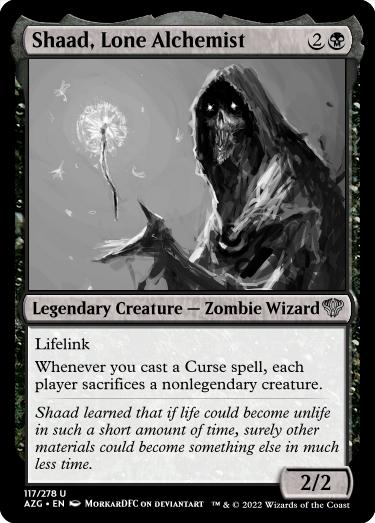 Shaad, Lone Alchemist 2
Legendary Creature — Zombie Wizard
Lifelink
Whenever you cast a Curse spell, each
player sacrifices a nonlegendary creature.
Shaad learned that if life could become unlife
in such a short amount of time, surely other
materials could become something else in much
less time.
2/2
117/278 U
AZG • EN MorkarDFC on deviantart ™ & © 2022 Wizards of the Coast